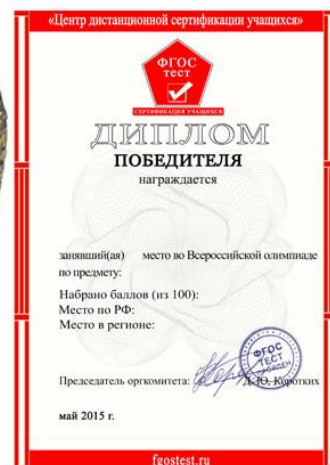 «Центр дистанционной сертификации учащихся»
ФГОС
тест
СЕРТИФИКАЦИЯ УЧАЩИХСЯ
ДИПЛОМ
ПОБЕДИТЕЛЯ
награждается
занявший(ая) место во Всероссийской олимпиаде
по предмету:
Набрано баллов (из 100):
Место по РФ:
Место в регионе:
ФГОС
ТЕСТ
ПРОЙДЕН
Председатель оргкомитета: Д.Ю. Коротких
май 2015 г.
fgostest.ru